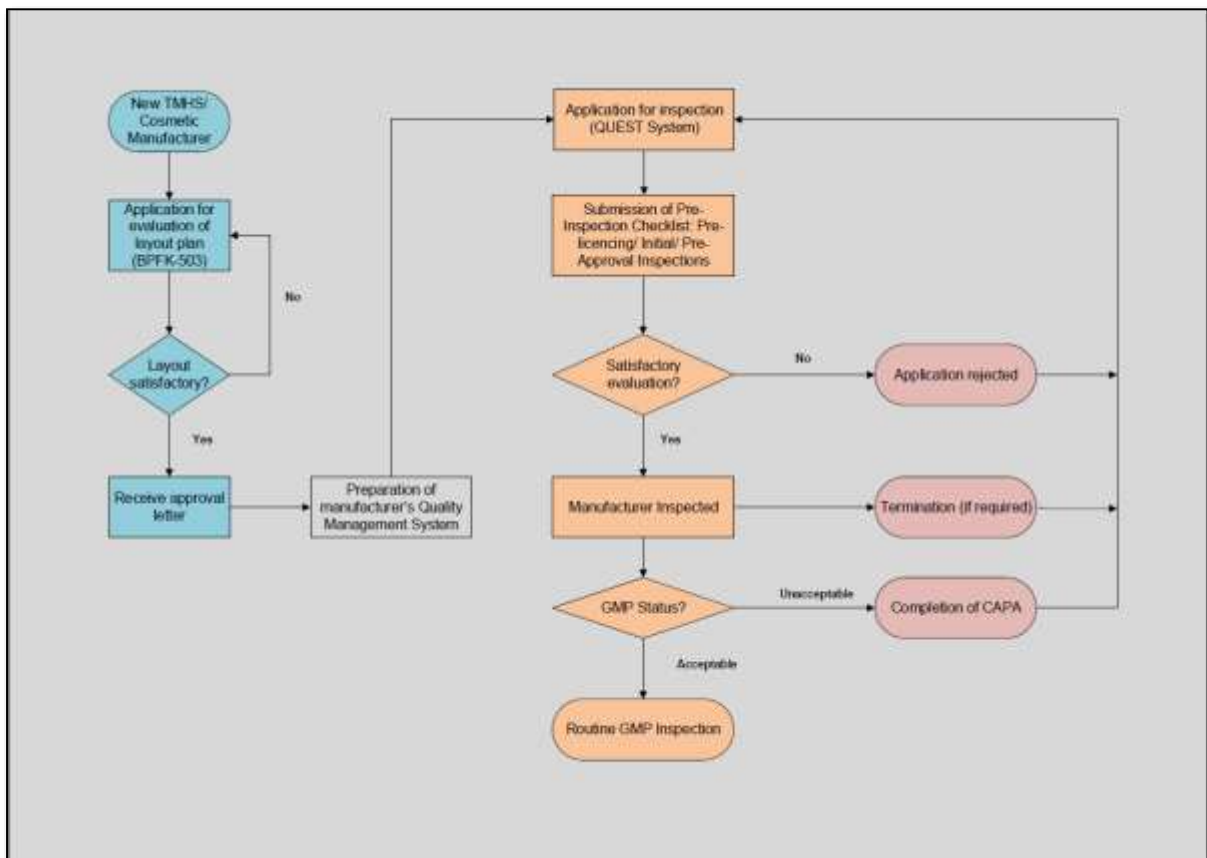 New TMHS/
Cosmetic
Manufacturer
Application for
evaluation of
layout plan
(BPFK-503)
No
Layout
satisfactory?
Yes
Receive approval
letter
Preparation of
manufacturer's Quality
Management System
Application for inspection
(QUEST System)
Submission of Pre-
Inspection Checklist: Pre-
licencing/ Initial/ Pre-
Approval Inspections
Satisfactory
evaluation?
No
Application rejected
Yes
Manufacturer Inspected
Termination (if required)
GMP Status?
Unacceptable
Completion of CAPA
Acceptable
Routine GMP Inspection